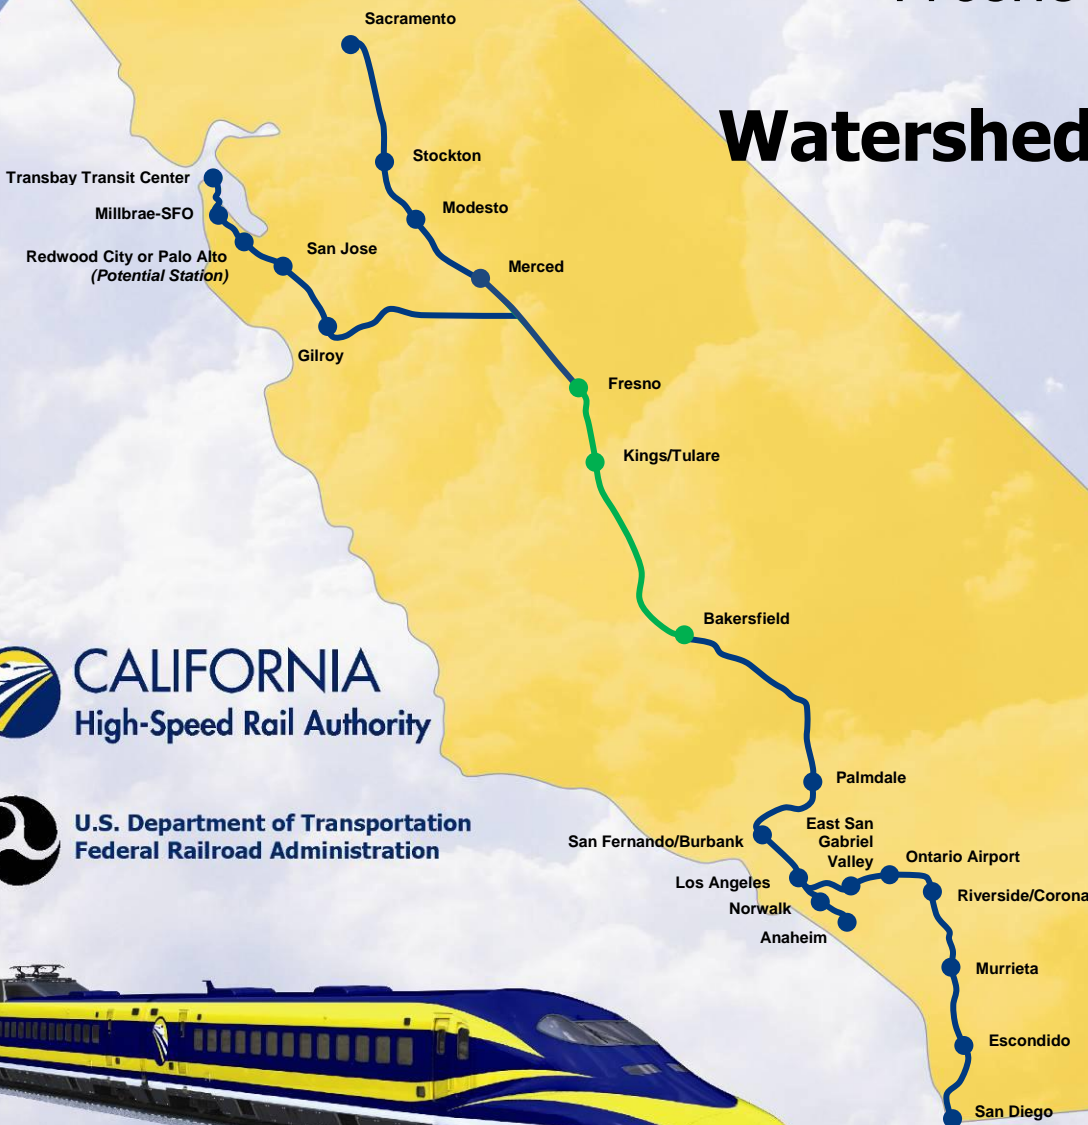 Sacramento
Watershed
Stockton
Transbay Transit Center
Modesto
Millbrae-SFO
San Jose
Redwood City or Palo Alto
(Potential Station)
Merced
Gilroy
Fresno
Kings/Tulare
Bakersfield
CALIFORNIA
High-Speed Rail Authority
Palmdale
U.S. Department of Transportation
Federal Railroad Administration
San Fernando/Burbank
East San
Gabriel
Valley
Ontario Airport
Los Angeles
Riverside/Corona
Norwalk
Anaheim
Murrieta
Escondido
San Diego